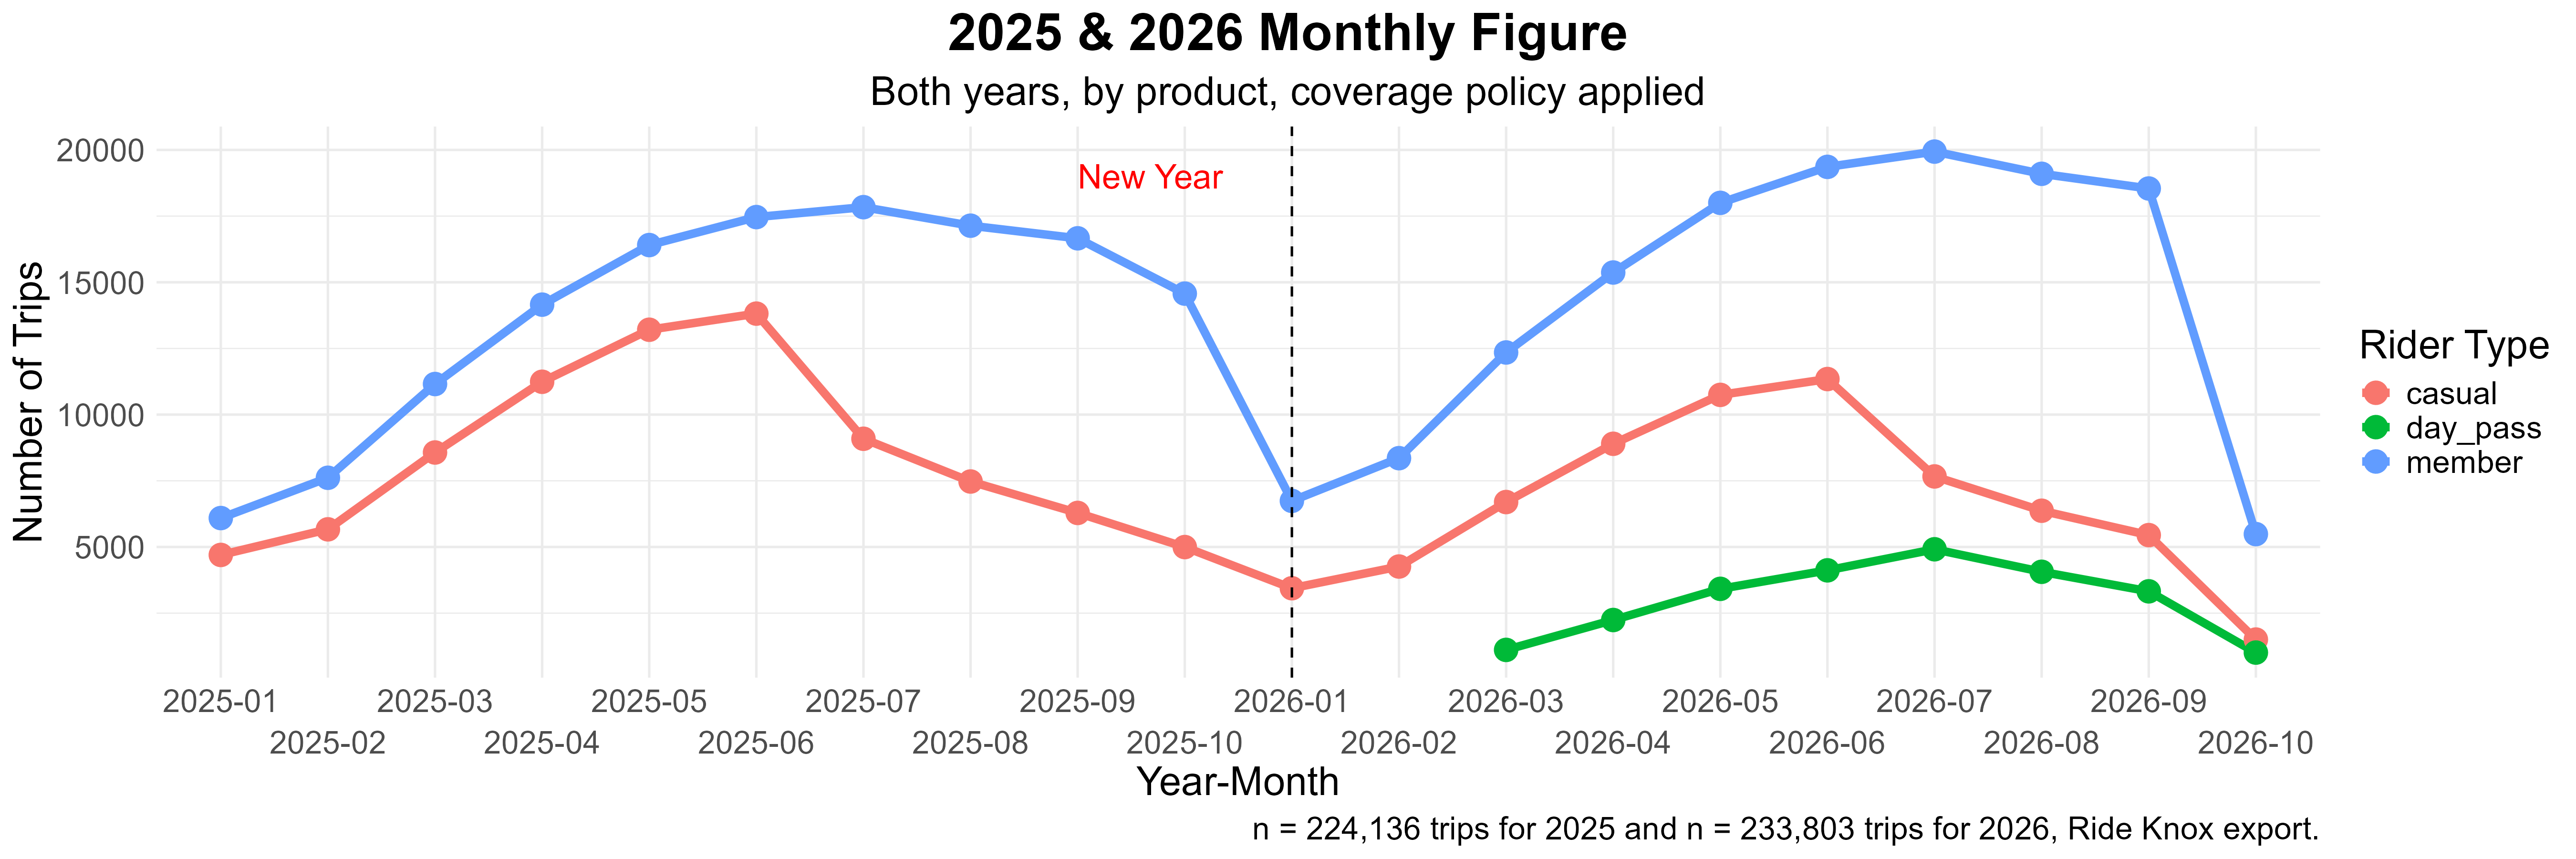 2025 & 2026 Monthly Figure
Both years, by product, coverage policy applied
Number of Trips
20000
15000
10000
5000
New Year
2025-01
2025-02
2025-03
2025-04
2025-05
2025-06
2025-07
2025-08
2025-09
2025-10
2026-01
2026-02
2026-03
2026-04
2026-05
2026-06
2026-07
2026-08
2026-09
2026-10
Year-Month
Rider Type
casual
day_pass
member
n = 224,136 trips for 2025 and n = 233,803 trips for 2026, Ride Knox export.